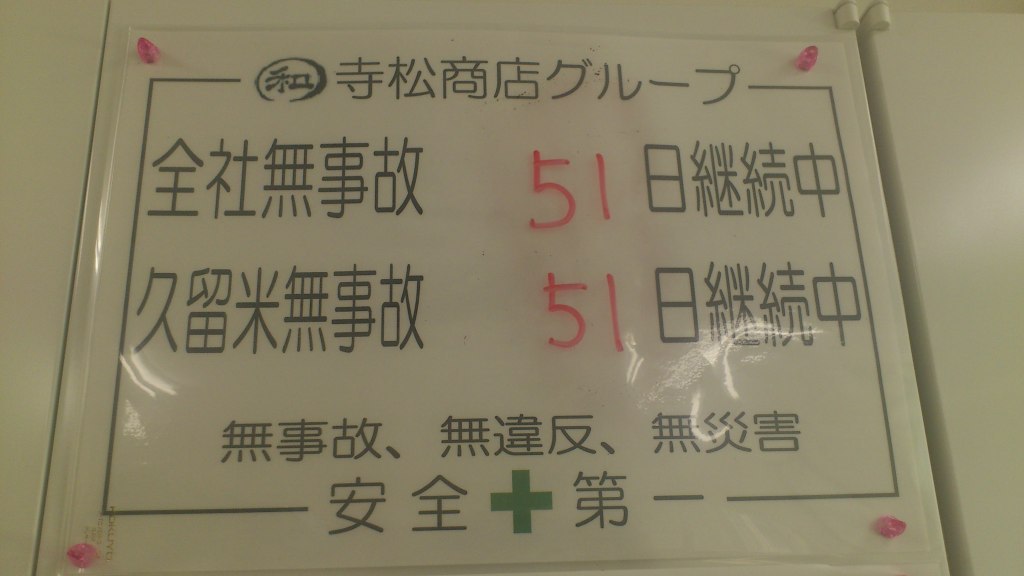 和 寺松商店グループ
全社無事故 51 日継続中
久留米無事故 51 日継続中
無事故、無違反、無災害
安全第一